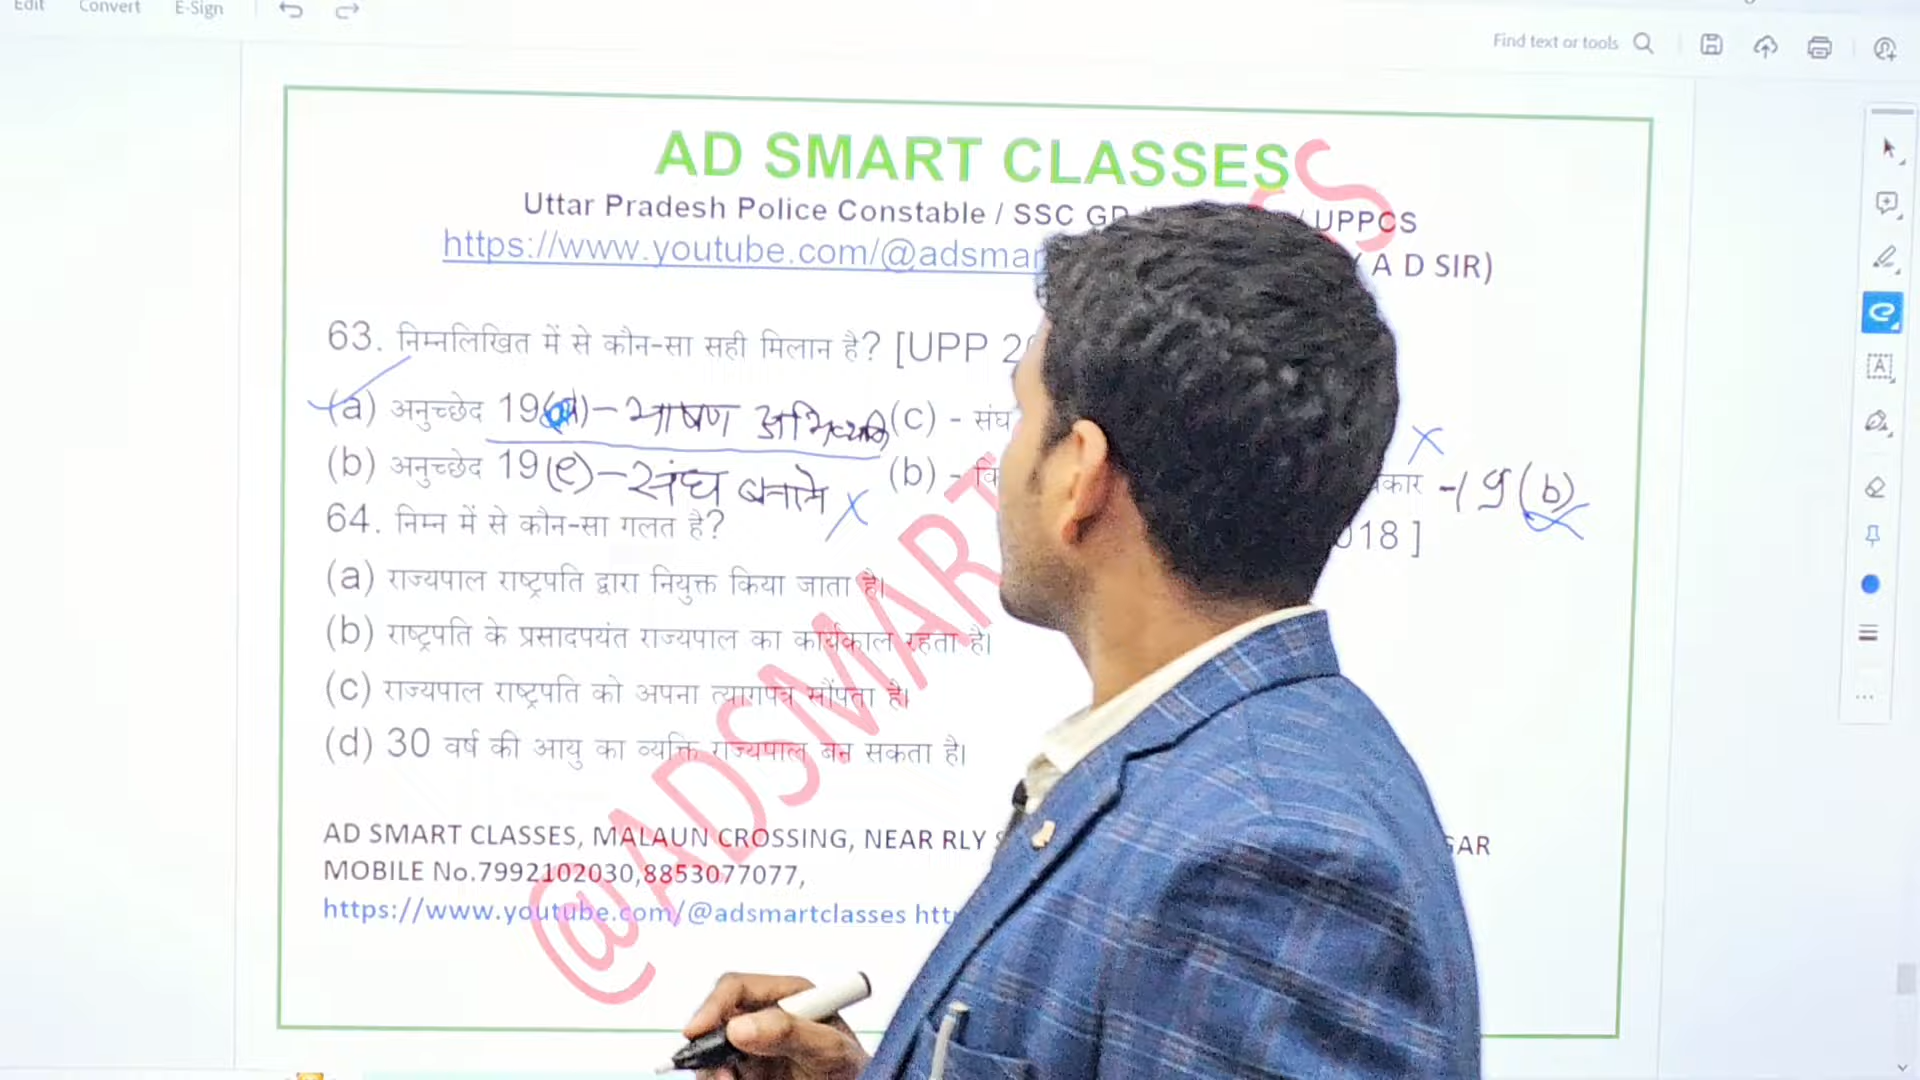 Edit Convert E-Sign
Find text or tools
AD SMART CLASSES
Uttar Pradesh Police Constable / SSC GD / UPPCS
https://www.youtube.com/@adsmar A D SIR)
63. निम्नलिखित में से कौन-सा सही मिलान है? [UPP
(a) अनुच्छेद 19 – भाषण अभिव्यक्ति (c) - संघ
(b) अनुच्छेद 19(e) – संघ बनाने (b) - -19(b)
64. निम्न में से कौन-सा गलत है? 018 ]
(a) राज्यपाल राष्ट्रपति द्वारा नियुक्त किया जाता है।
(b) राष्ट्रपति के प्रसादपयंत राज्यपाल का कार्यकाल रहता है।
(c) राज्यपाल राष्ट्रपति को अपना त्यागपत्र सौंपता है।
(d) 30 वर्ष की आयु का व्यक्ति राज्यपाल बन सकता है।
@ADSMART
AD SMART CLASSES, MALAUN CROSSING, NEAR RLY
MOBILE No.7992102030,8853077077,
https://www.youtube.com/@adsmartclasses